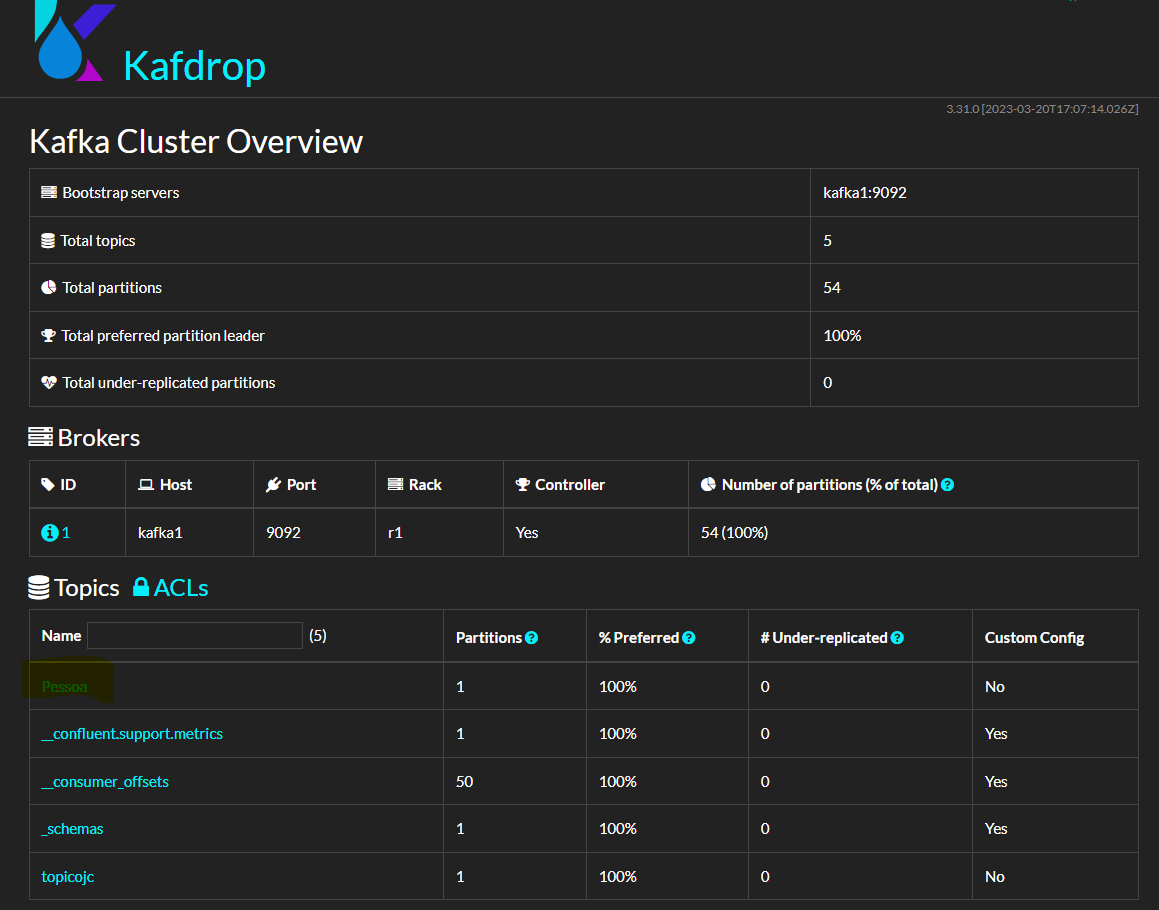 Kafdrop
3.31.0 [2023-03-20T17:07:14.026Z]
Kafka Cluster Overview
Bootstrap servers kafka1:9092
Total topics 5
Total partitions 54
Total preferred partition leader 100%
Total under-replicated partitions 0
Brokers
ID Host Port Rack Controller Number of partitions (% of total)
1 kafka1 9092 r1 Yes 54 (100%)
Topics ACLs
Name (5) Partitions % Preferred # Under-replicated Custom Config
Pessoa 1 100% 0 No
__confluent.support.metrics 1 100% 0 Yes
__consumer_offsets 50 100% 0 Yes
_schemas 1 100% 0 Yes
topicojc 1 100% 0 No